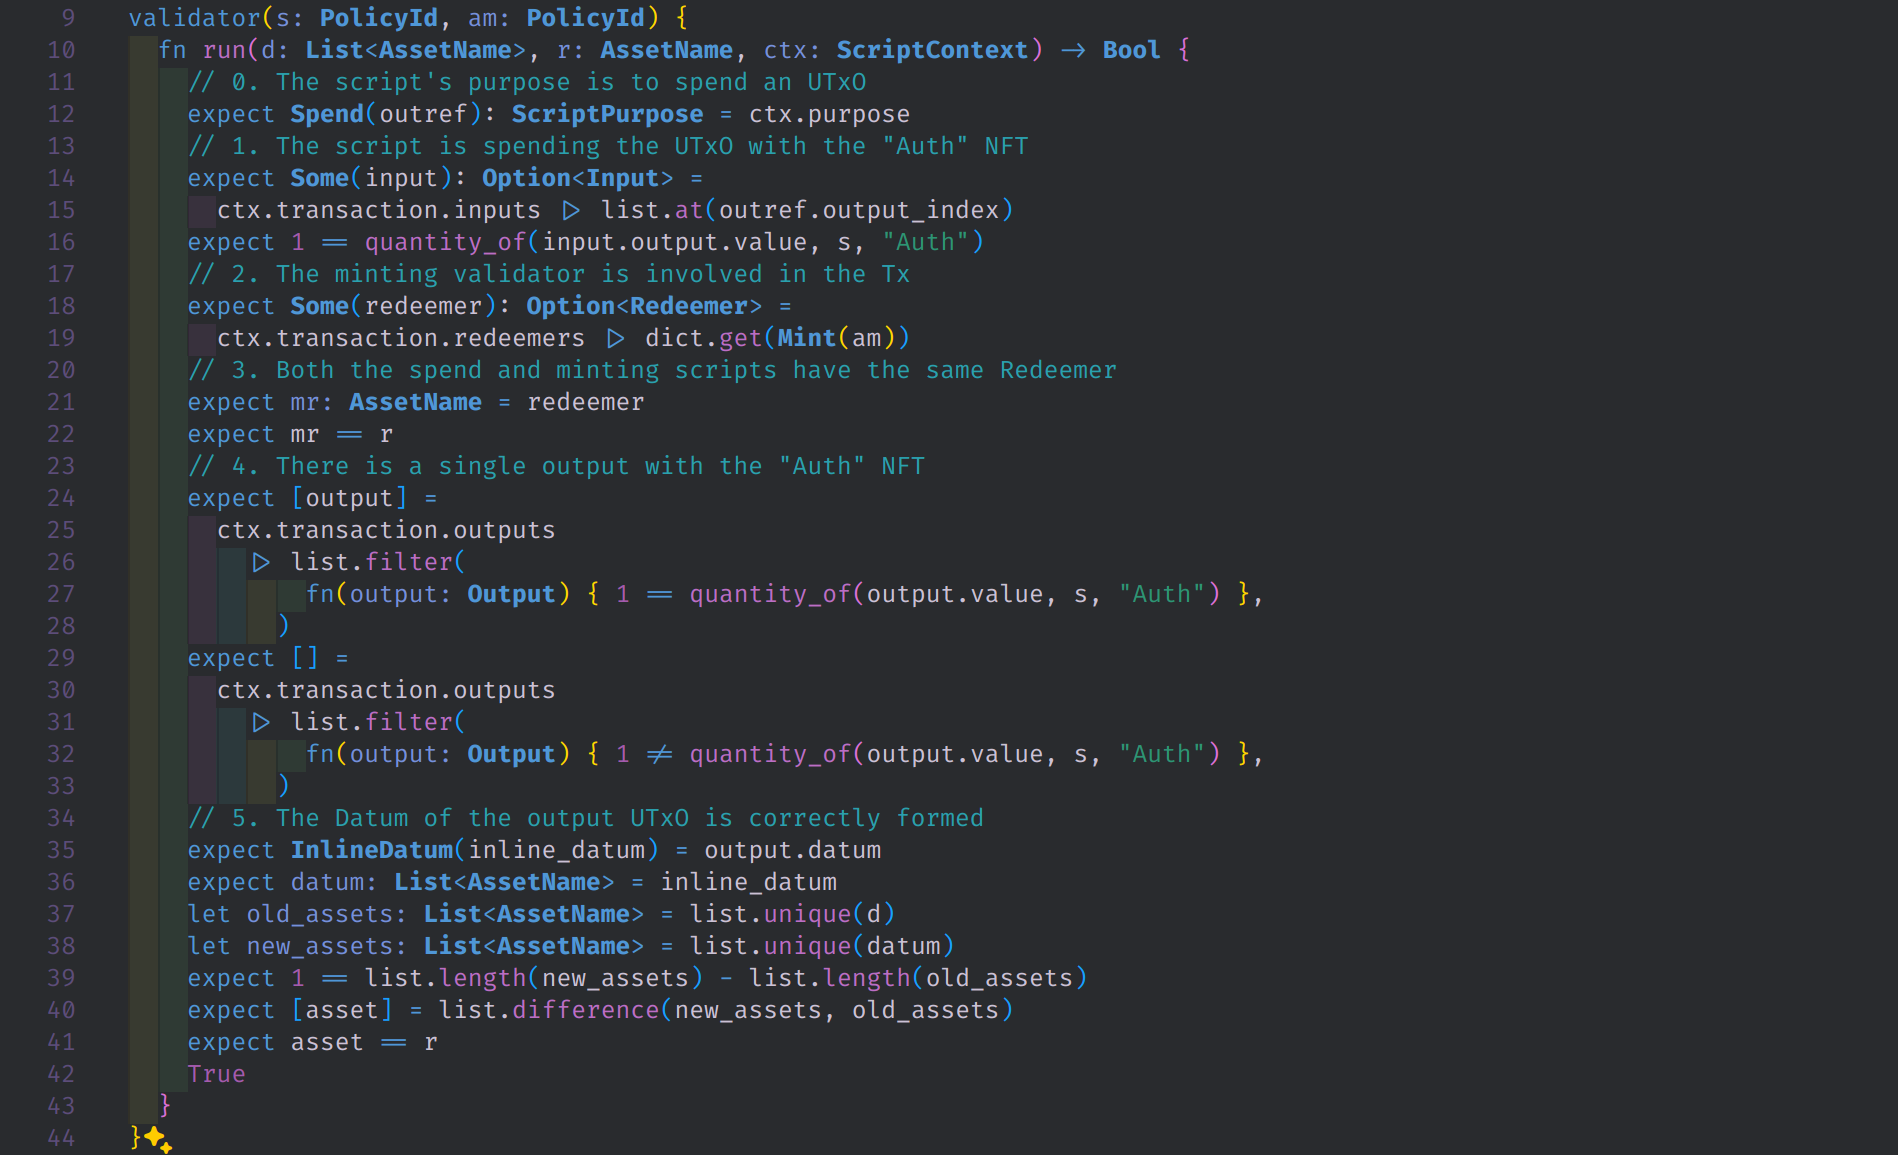 9 validator(s: PolicyId, am: PolicyId) {
10 fn run(d: List<AssetName>, r: AssetName, ctx: ScriptContext) -> Bool {
11 // 0. The script's purpose is to spend an UTxO
12 expect Spend(outref): ScriptPurpose = ctx.purpose
13 // 1. The script is spending the UTxO with the "Auth" NFT
14 expect Some(input): Option<Input> =
15 ctx.transaction.inputs |> list.at(outref.output_index)
16 expect 1 == quantity_of(input.output.value, s, "Auth")
17 // 2. The minting validator is involved in the Tx
18 expect Some(redeemer): Option<Redeemer> =
19 ctx.transaction.redeemers |> dict.get(Mint(am))
20 // 3. Both the spend and minting scripts have the same Redeemer
21 expect mr: AssetName = redeemer
22 expect mr == r
23 // 4. There is a single output with the "Auth" NFT
24 expect [output] =
25 ctx.transaction.outputs
26 |> list.filter(
27 fn(output: Output) { 1 == quantity_of(output.value, s, "Auth") },
28 )
29 expect [] =
30 ctx.transaction.outputs
31 |> list.filter(
32 fn(output: Output) { 1 != quantity_of(output.value, s, "Auth") },
33 )
34 // 5. The Datum of the output UTxO is correctly formed
35 expect InlineDatum(inline_datum) = output.datum
36 expect datum: List<AssetName> = inline_datum
37 let old_assets: List<AssetName> = list.unique(d)
38 let new_assets: List<AssetName> = list.unique(datum)
39 expect 1 == list.length(new_assets) - list.length(old_assets)
40 expect [asset] = list.difference(new_assets, old_assets)
41 expect asset == r
42 True
43 }
44 }